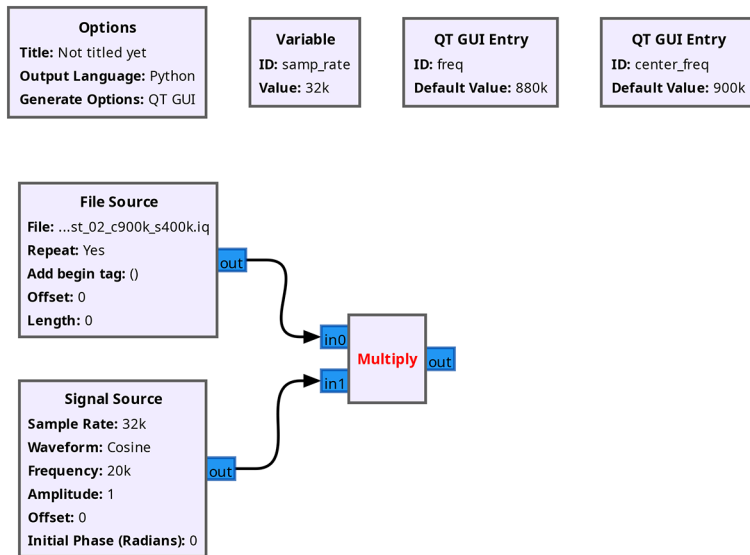 Options
Title: Not titled yet
Output Language: Python
Generate Options: QT GUI
Variable
ID: samp_rate
Value: 32k
QT GUI Entry
ID: freq
Default Value: 880k
QT GUI Entry
ID: center_freq
Default Value: 900k
File Source
File: ...st_02_c900k_s400k.iq
Repeat: Yes
Add begin tag: ()
Offset: 0
Length: 0
out
Signal Source
Sample Rate: 32k
Waveform: Cosine
Frequency: 20k
Amplitude: 1
Offset: 0
Initial Phase (Radians): 0
out
in0
in1
Multiply
out